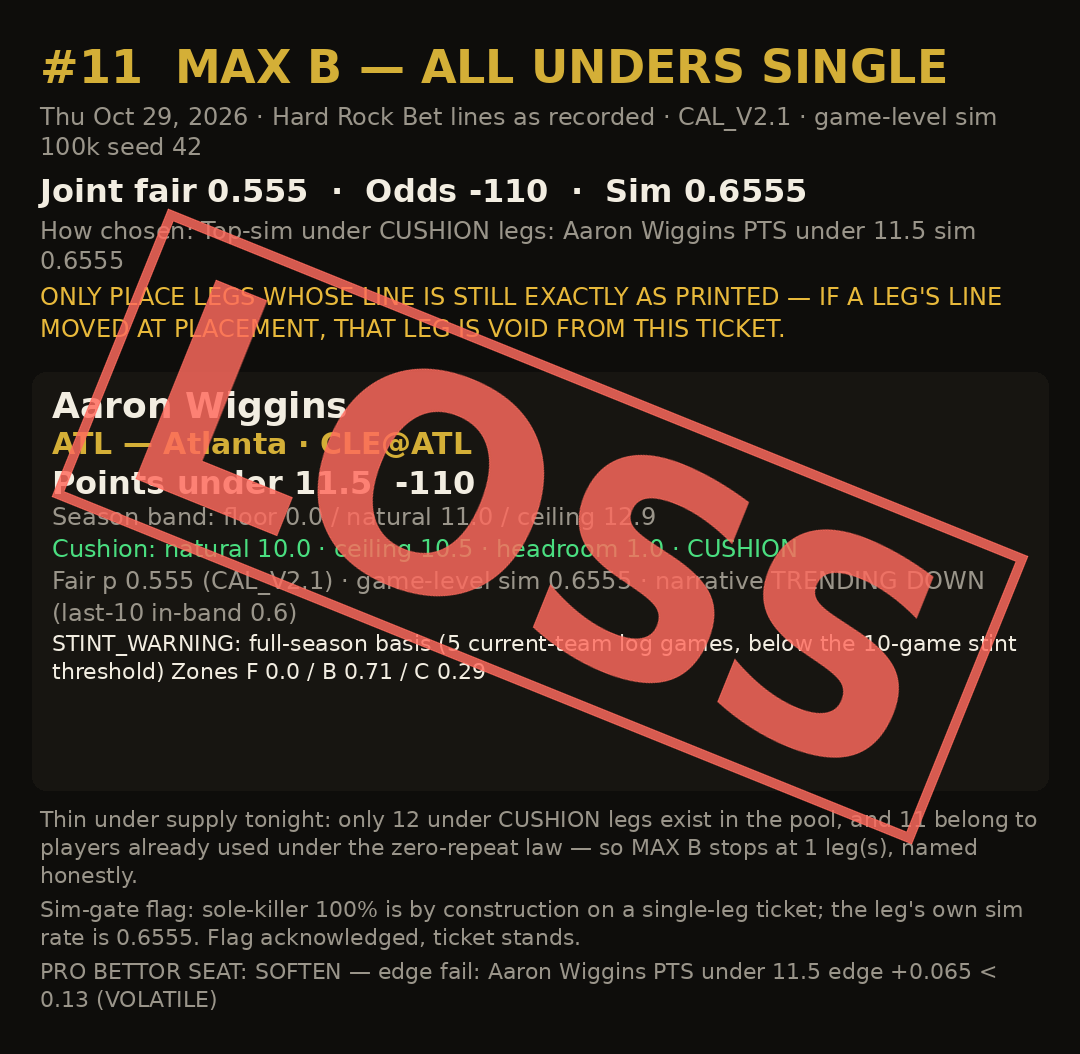 #11 MAX B — ALL UNDERS SINGLE
Thu Oct 29, 2026 · Hard Rock Bet lines as recorded · CAL_V2.1 · game-level sim
100k seed 42
Joint fair 0.555 · Odds -110 · Sim 0.6555
How chosen: Top-sim under CUSHION legs: Aaron Wiggins PTS under 11.5 sim
0.6555
ONLY PLACE LEGS WHOSE LINE IS STILL EXACTLY AS PRINTED — IF A LEG'S LINE
MOVED AT PLACEMENT, THAT LEG IS VOID FROM THIS TICKET.
Aaron Wiggins
ATL — Atlanta · CLE@ATL
Points under 11.5 -110
Season band: floor 0.0 / natural 11.0 / ceiling 12.9
Cushion: natural 10.0 · ceiling 10.5 · headroom 1.0 · CUSHION
Fair p 0.555 (CAL_V2.1) · game-level sim 0.6555 · narrative TRENDING DOWN
(last-10 in-band 0.6)
STINT_WARNING: full-season basis (5 current-team log games, below the 10-game stint
threshold) Zones F 0.0 / B 0.71 / C 0.29
LOSS
Thin under supply tonight: only 12 under CUSHION legs exist in the pool, and 11 belong to
players already used under the zero-repeat law — so MAX B stops at 1 leg(s), named
honestly.
Sim-gate flag: sole-killer 100% is by construction on a single-leg ticket; the leg's own sim
rate is 0.6555. Flag acknowledged, ticket stands.
PRO BETTOR SEAT: SOFTEN — edge fail: Aaron Wiggins PTS under 11.5 edge +0.065 <
0.13 (VOLATILE)